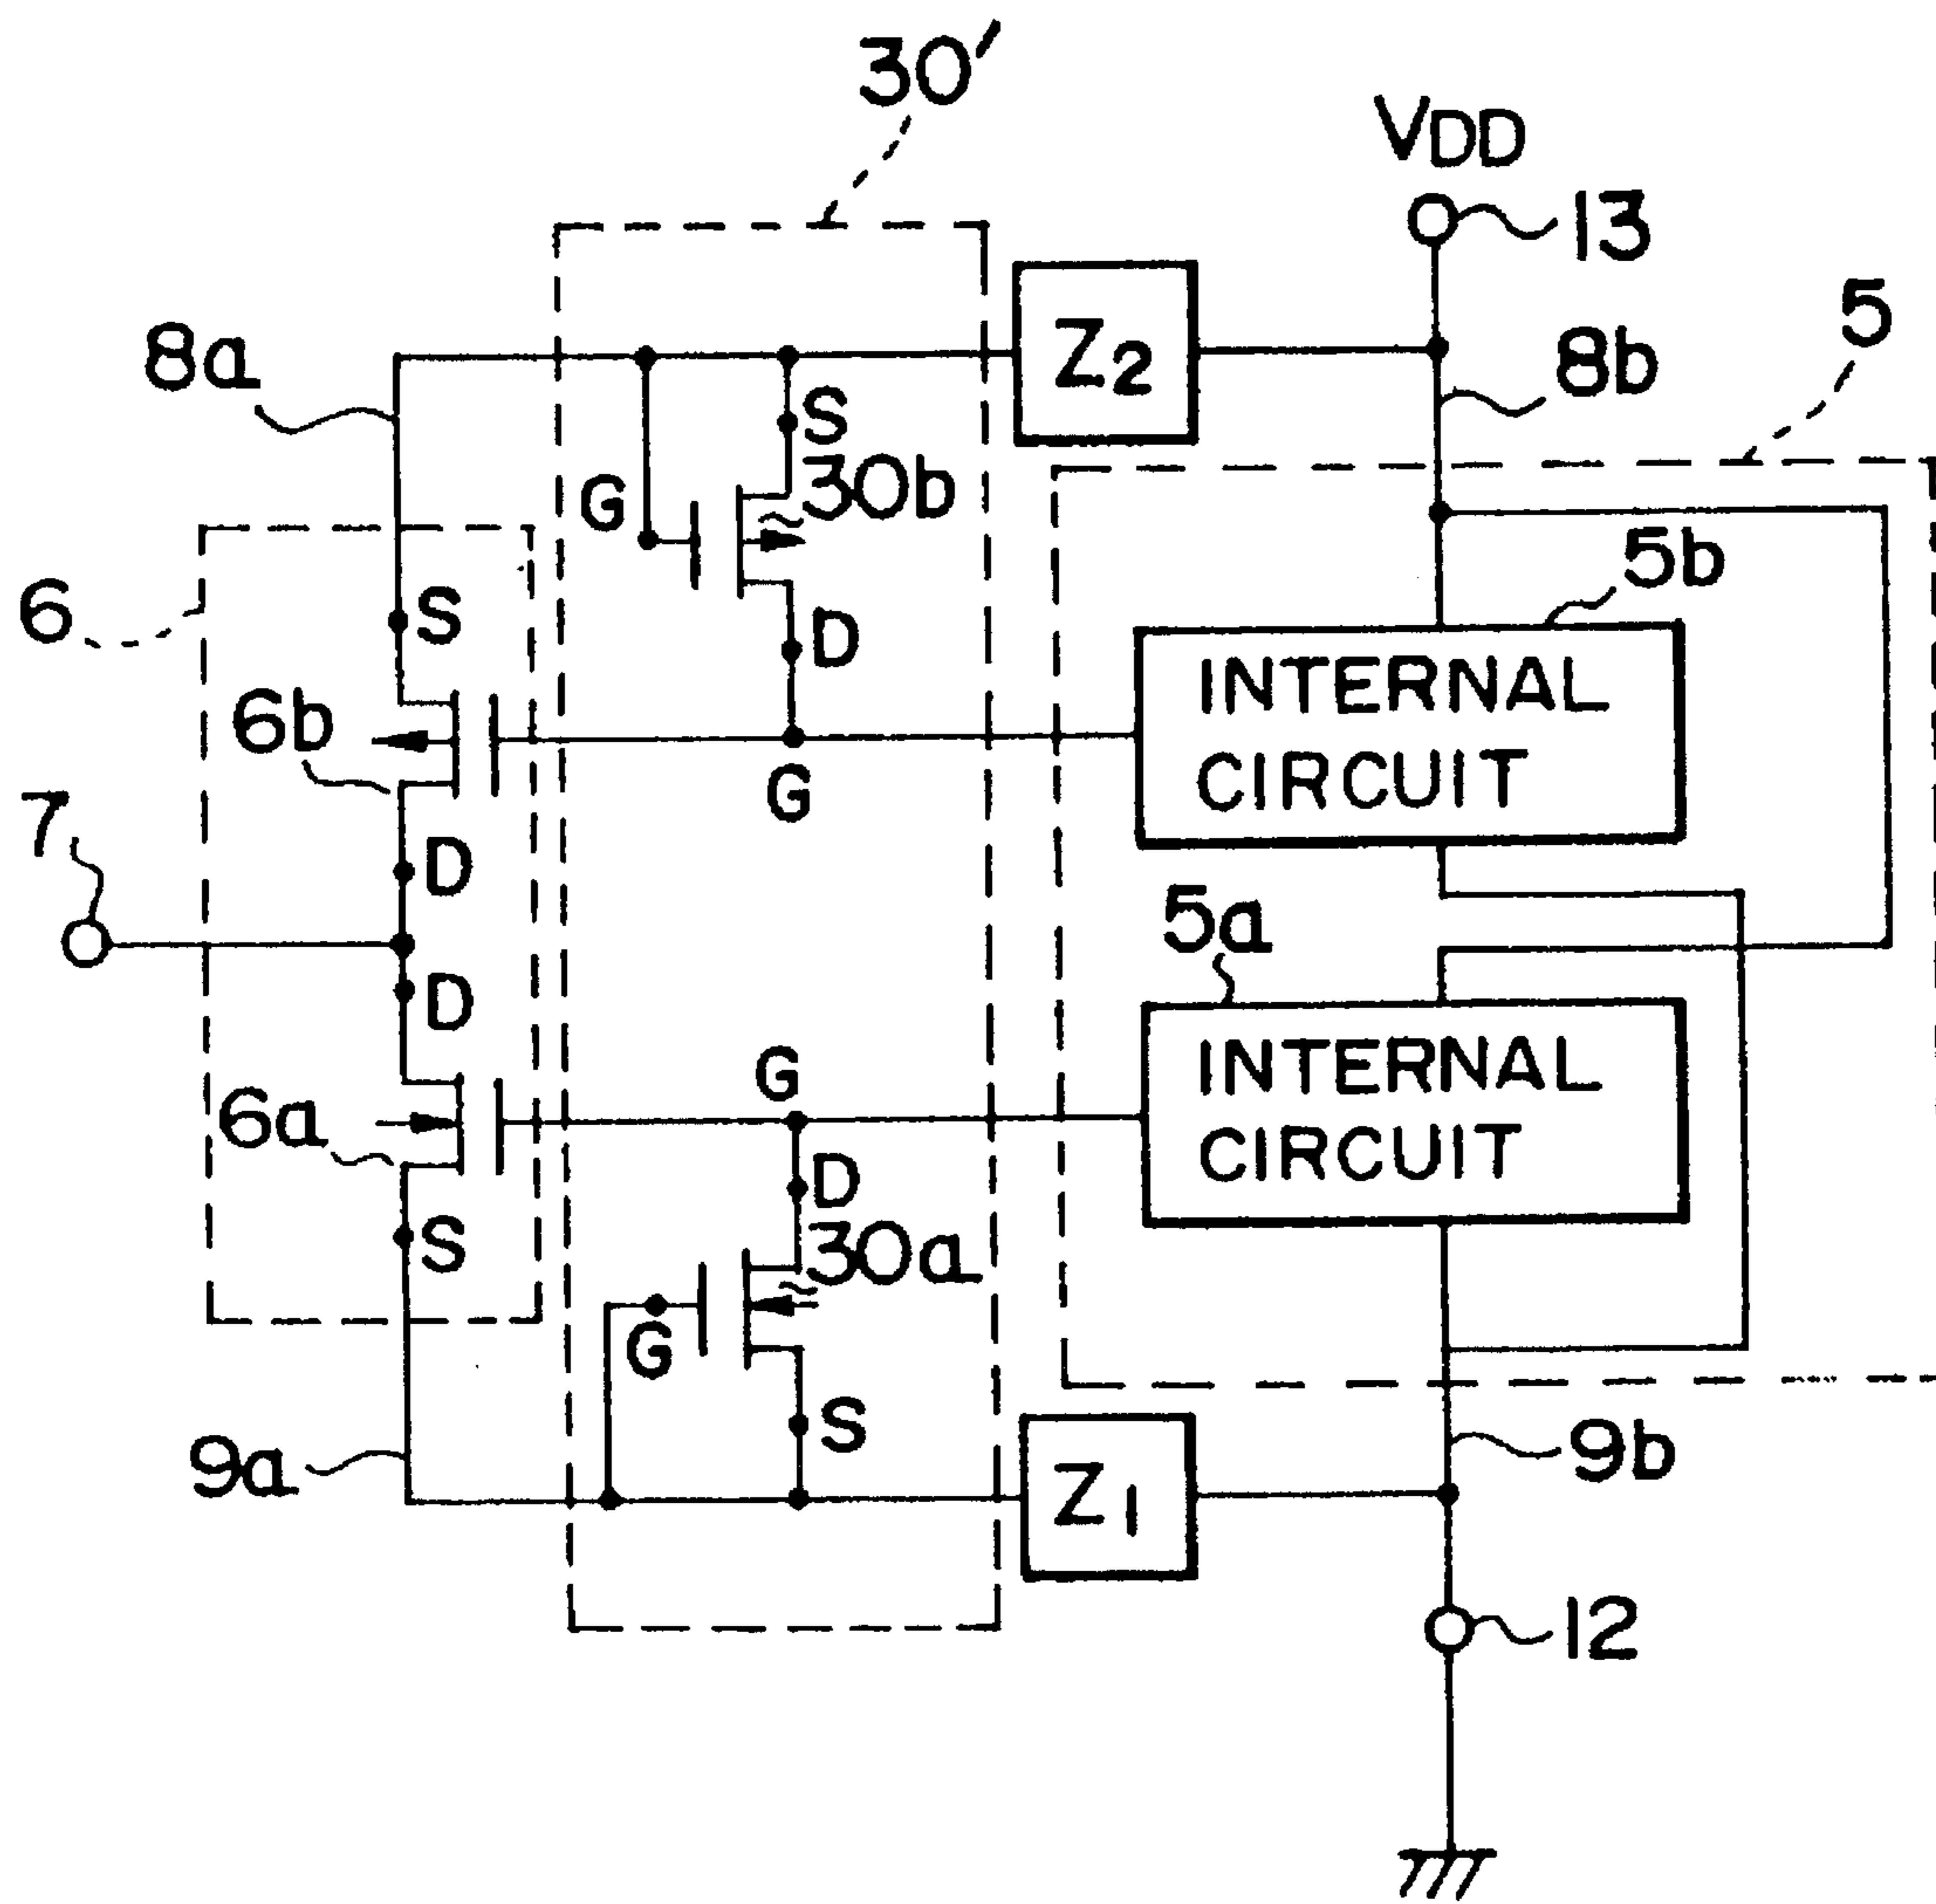 30'
VDD
13
5
8a
Z2
8b
S
30b
G
5b
6
S
D
6b
INTERNAL
CIRCUIT
G
7
D
5a
D
G
INTERNAL
CIRCUIT
6a
D
S
30a
G
S
9a
Z1
9b
12